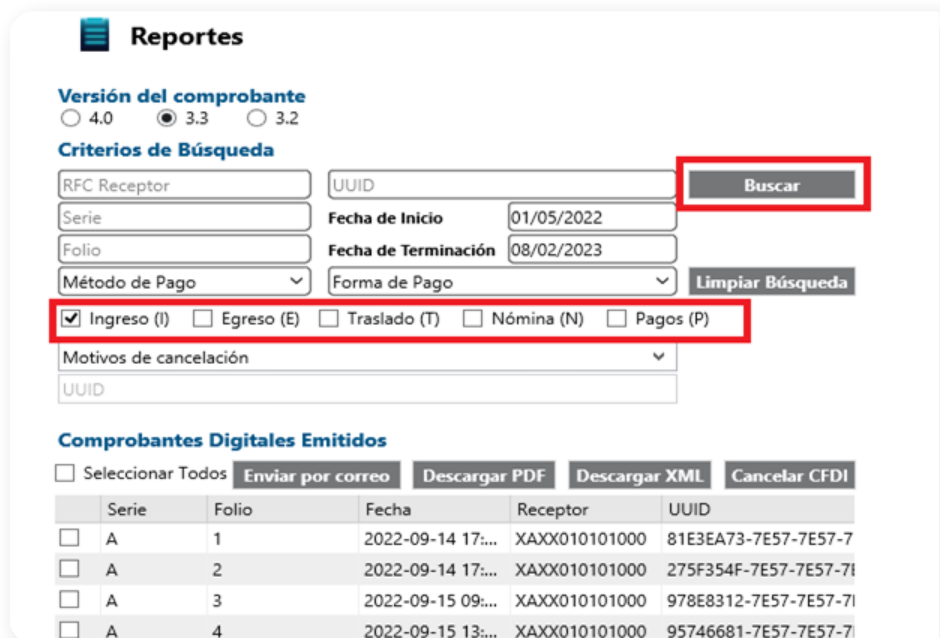 Reportes
Versión del comprobante
4.0 3.3 3.2
Criterios de Búsqueda
RFC Receptor UUID Buscar
Serie Fecha de Inicio 01/05/2022
Folio Fecha de Terminación 08/02/2023
Método de Pago Forma de Pago Limpiar Búsqueda
Ingreso (I) Egreso (E) Traslado (T) Nómina (N) Pagos (P)
Motivos de cancelación
UUID
Comprobantes Digitales Emitidos
Seleccionar Todos Enviar por correo Descargar PDF Descargar XML Cancelar CFDI
Serie Folio Fecha Receptor UUID
A 1 2022-09-14 17:... XAXX010101000 81E3EA73-7E57-7E57-7
A 2 2022-09-14 17:... XAXX010101000 275F354F-7E57-7E57-7E
A 3 2022-09-15 09:... XAXX010101000 978E8312-7E57-7E57-7
A 4 2022-09-15 13:... XAXX010101000 95746681-7E57-7E57-7